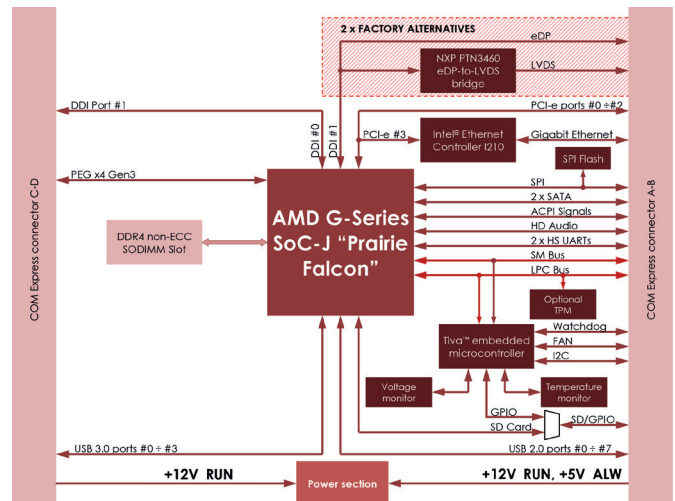 2 x FACTORY ALTERNATIVES
eDP
NXP PTN3460
eDP-to-LVDS
bridge
LVDS
DDI Port #1
DDI #0
DDI #1
PCI-e ports #0 ÷#2
PCI-e #3
Intel® Ethernet
Controller I210
Gigabit Ethernet
SPI Flash
PEG x4 Gen3
SPI
2 x SATA
ACPI Signals
HD Audio
2 x HS UARTs
SM Bus
LPC Bus
AMD G-Series
SoC-J “Prairie
Falcon”
DDR4 non-ECC
SODIMM Slot
COM Express connector C-D
COM Express connector A-B
Optional
TPM
Tiva™ embedded
microcontroller
Watchdog
FAN
I2C
Voltage
monitor
Temperature
monitor
GPIO
SD Card
SD/GPIO
USB 3.0 ports #0 ÷ #3
USB 2.0 ports #0 ÷ #7
+12V RUN
Power section
+12V RUN, +5V ALW